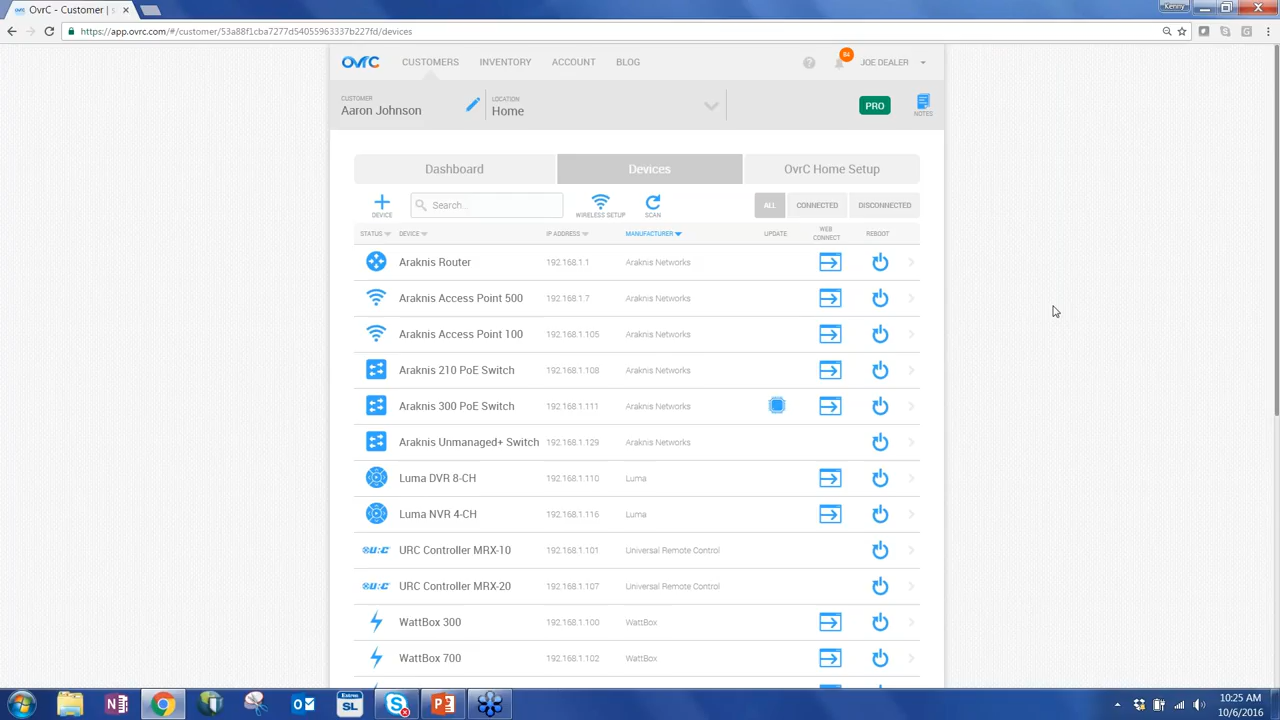 OvrC - Customer | s
Kenny
https://app.ovrc.com/#/customer/53a88f1cba7277d54055963337b227fd/devices
OvrC CUSTOMERS INVENTORY ACCOUNT BLOG ? 84 JOE DEALER
CUSTOMER
Aaron Johnson
LOCATION
Home
PRO
NOTES
Dashboard Devices OvrC Home Setup
DEVICE Search... WIRELESS SETUP SCAN ALL CONNECTED DISCONNECTED
STATUS DEVICE IP ADDRESS MANUFACTURER UPDATE WEB CONNECT REBOOT
Araknis Router 192.168.1.1 Araknis Networks
Araknis Access Point 500 192.168.1.7 Araknis Networks
Araknis Access Point 100 192.168.1.105 Araknis Networks
Araknis 210 PoE Switch 192.168.1.108 Araknis Networks
Araknis 300 PoE Switch 192.168.1.111 Araknis Networks
Araknis Unmanaged+ Switch 192.168.1.129 Araknis Networks
Luma DVR 8-CH 192.168.1.110 Luma
Luma NVR 4-CH 192.168.1.116 Luma
URC URC Controller MRX-10 192.168.1.101 Universal Remote Control
URC URC Controller MRX-20 192.168.1.107 Universal Remote Control
WattBox 300 192.168.1.100 WattBox
WattBox 700 192.168.1.102 WattBox
Extron SL
10:25 AM
10/6/2016